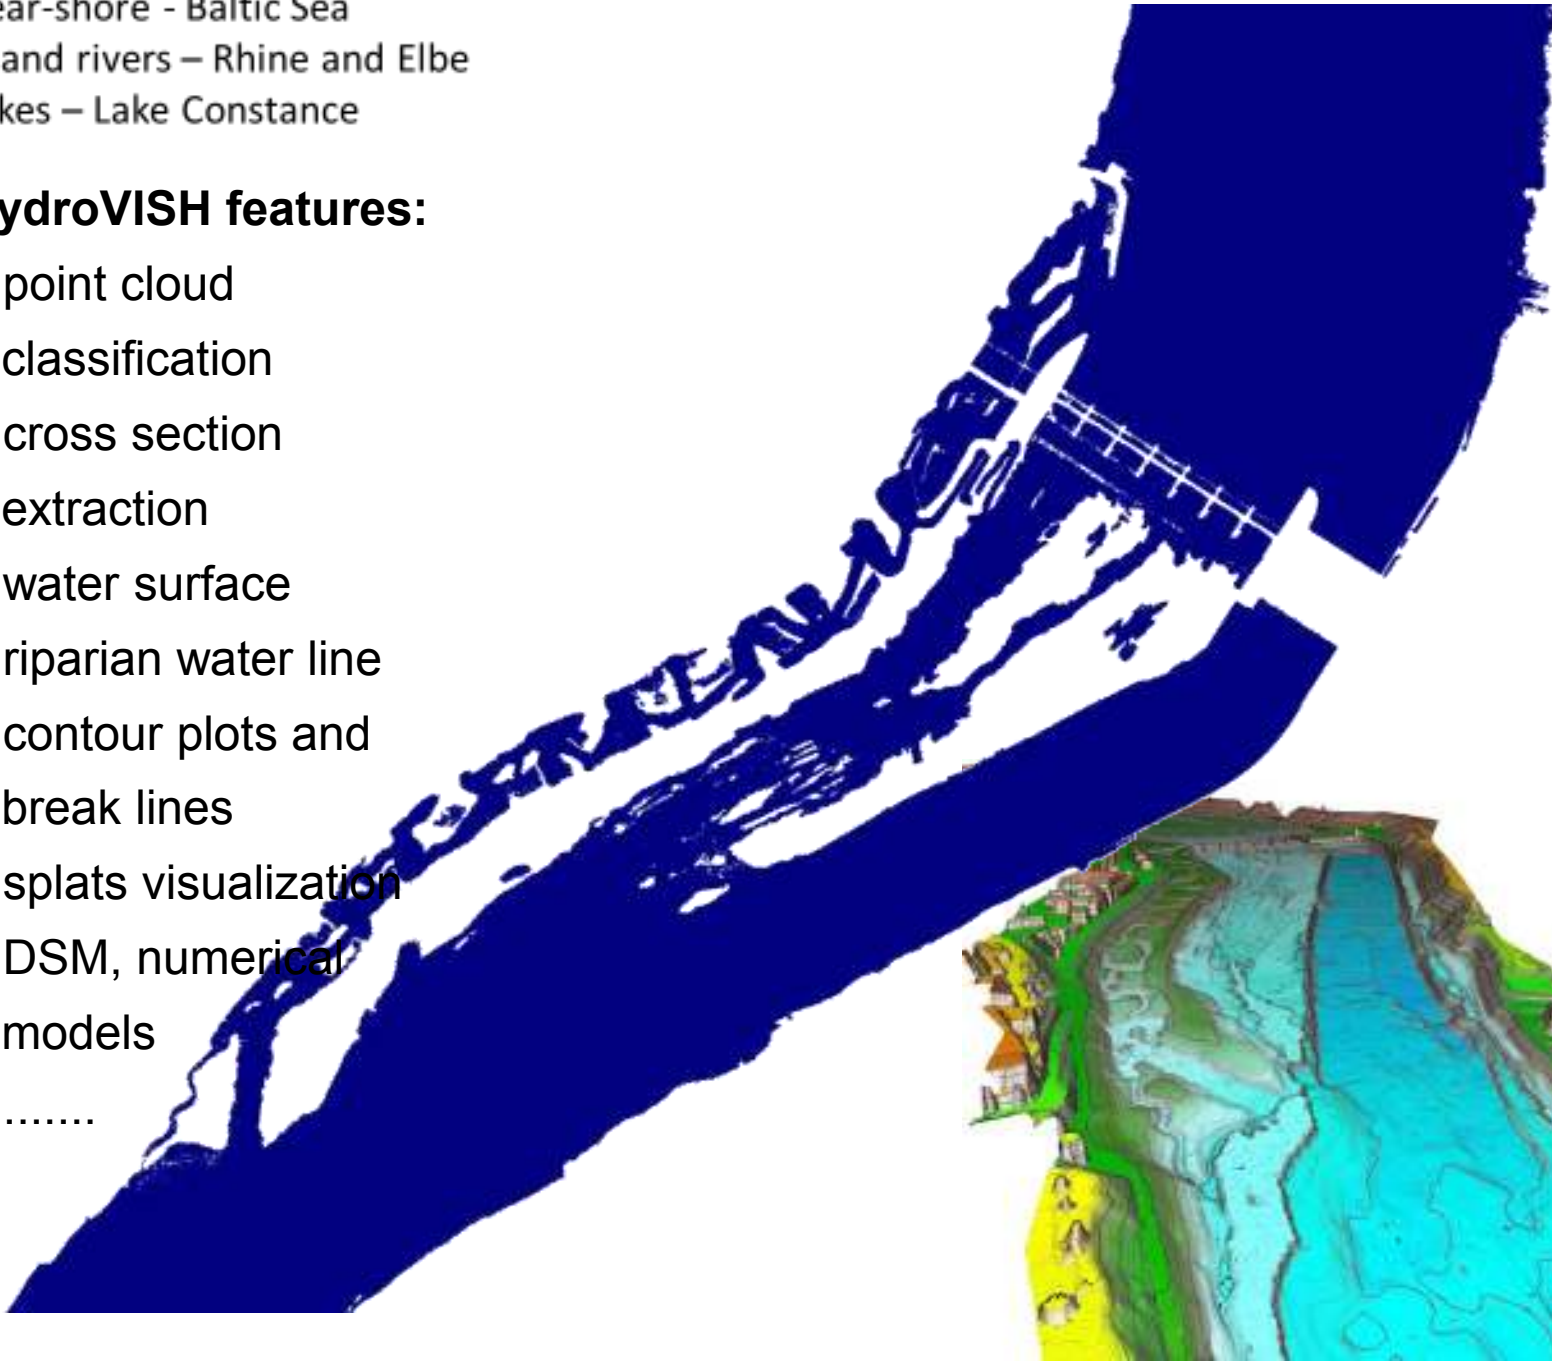 ear-shore - Baltic Sea
and rivers – Rhine and Elbe
kes – Lake Constance
ydroVISH features:
point cloud
classification
cross section
extraction
water surface
riparian water line
contour plots and
break lines
splats visualization
DSM, numerical
models
.......